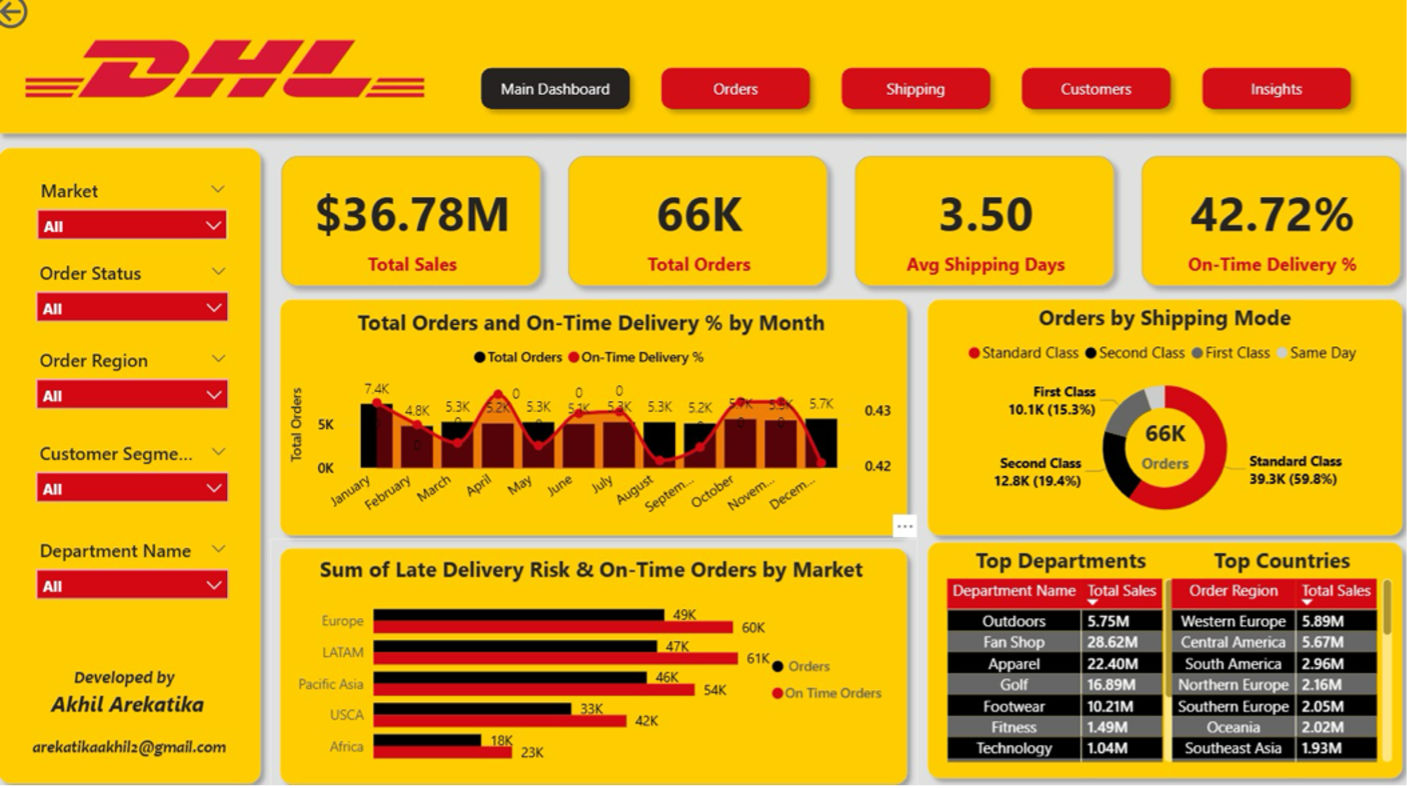 DHL
Main Dashboard
Orders
Shipping
Customers
Insights
Market
All
Order Status
All
Order Region
All
Customer Segme...
All
Department Name
All
Developed by
Akhil Arekatika
arekatikaakhil2@gmail.com
$36.78M
Total Sales
66K
Total Orders
3.50
Avg Shipping Days
42.72%
On-Time Delivery %
Total Orders and On-Time Delivery % by Month
Total Orders On-Time Delivery %
Total Orders
5K
0K
7.4K 4.8K 5.3K 5.2K 5.3K 5.1K 5.3K 5.3K 5.2K 5.7K 5.5K 5.7K
0 0 0
0.43
0.42
January February March April May June July August Septem... October Novem... Decem...
Orders by Shipping Mode
Standard Class Second Class First Class Same Day
First Class
10.1K (15.3%)
66K
Orders
Second Class
12.8K (19.4%)
Standard Class
39.3K (59.8%)
Sum of Late Delivery Risk & On-Time Orders by Market
Europe 49K
60K
LATAM 47K
61K
Pacific Asia 46K
54K
USCA 33K
42K
Africa 18K
23K
Orders
On Time Orders
Top Departments
Department Name Total Sales
Outdoors 5.75M
Fan Shop 28.62M
Apparel 22.40M
Golf 16.89M
Footwear 10.21M
Fitness 1.49M
Technology 1.04M
Top Countries
Order Region Total Sales
Western Europe 5.89M
Central America 5.67M
South America 2.96M
Northern Europe 2.16M
Southern Europe 2.05M
Oceania 2.02M
Southeast Asia 1.93M